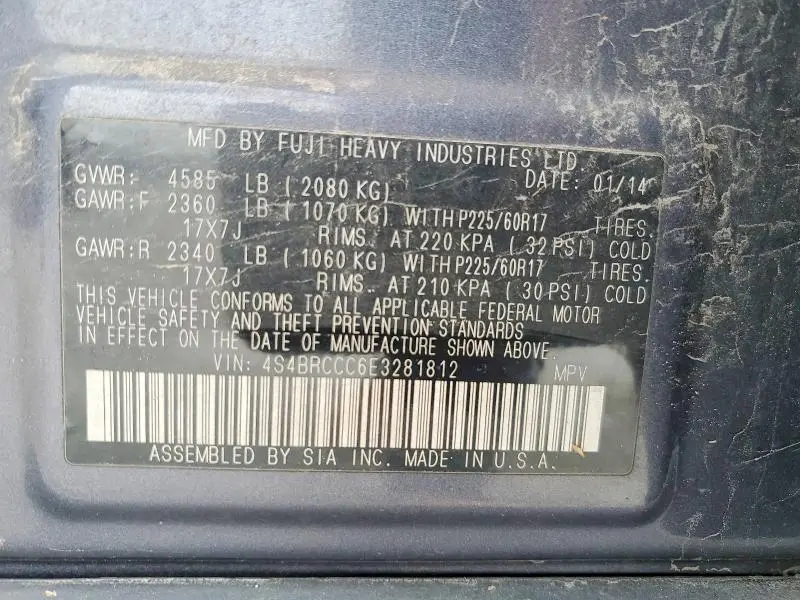 MFD BY FUJI HEAVY INDUSTRIES LTD
DATE: 01/14
GVWR: 4585 LB (2080 KG)
GAWR:F 2360 LB (1070 KG) WITH P225/60R17 TIRES.
17X7J RIMS. AT 220 KPA (32 PSI) COLD
GAWR:R 2340 LB (1060 KG) WITH P225/60R17 TIRES.
17X7J RIMS. AT 210 KPA (30 PSI) COLD
THIS VEHICLE CONFORMS TO ALL APPLICABLE FEDERAL MOTOR
VEHICLE SAFETY AND THEFT PREVENTION STANDARDS
IN EFFECT ON THE DATE OF MANUFACTURE SHOWN ABOVE.
VIN: 4S4BRCCC6E3281812 MPV
ASSEMBLED BY SIA INC. MADE IN U.S.A.